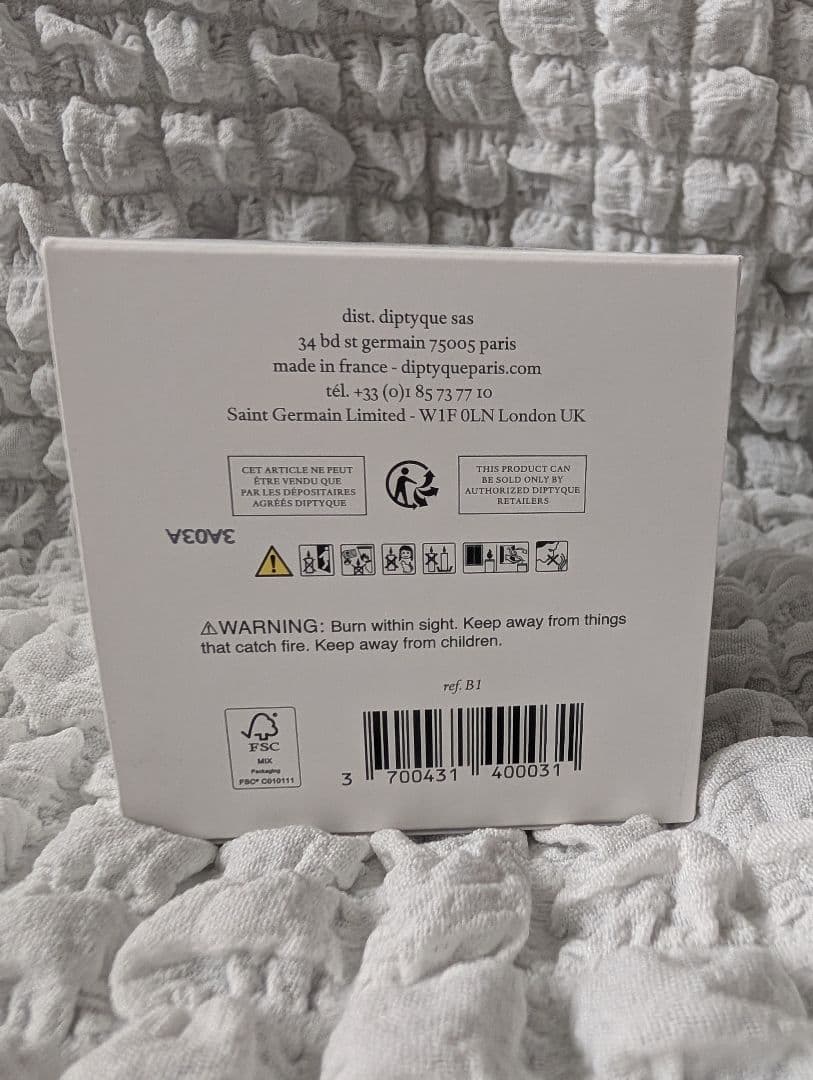 dist. diptyque sas
34 bd st germain 75005 paris
made in france - diptyqueparis.com
tél. +33 (0)1 85 73 77 10
Saint Germain Limited - W1F 0LN London UK
CET ARTICLE NE PEUT
ÊTRE VENDU QUE
PAR LES DÉPOSITAIRES
AGRÉÉS DIPTYQUE
THIS PRODUCT CAN
BE SOLD ONLY BY
AUTHORIZED DIPTYQUE
RETAILERS
3A03A
⚠WARNING: Burn within sight. Keep away from things
that catch fire. Keep away from children.
ref. B1
FSC
MIX
Packaging
FSC® C010111
3 700431 400031